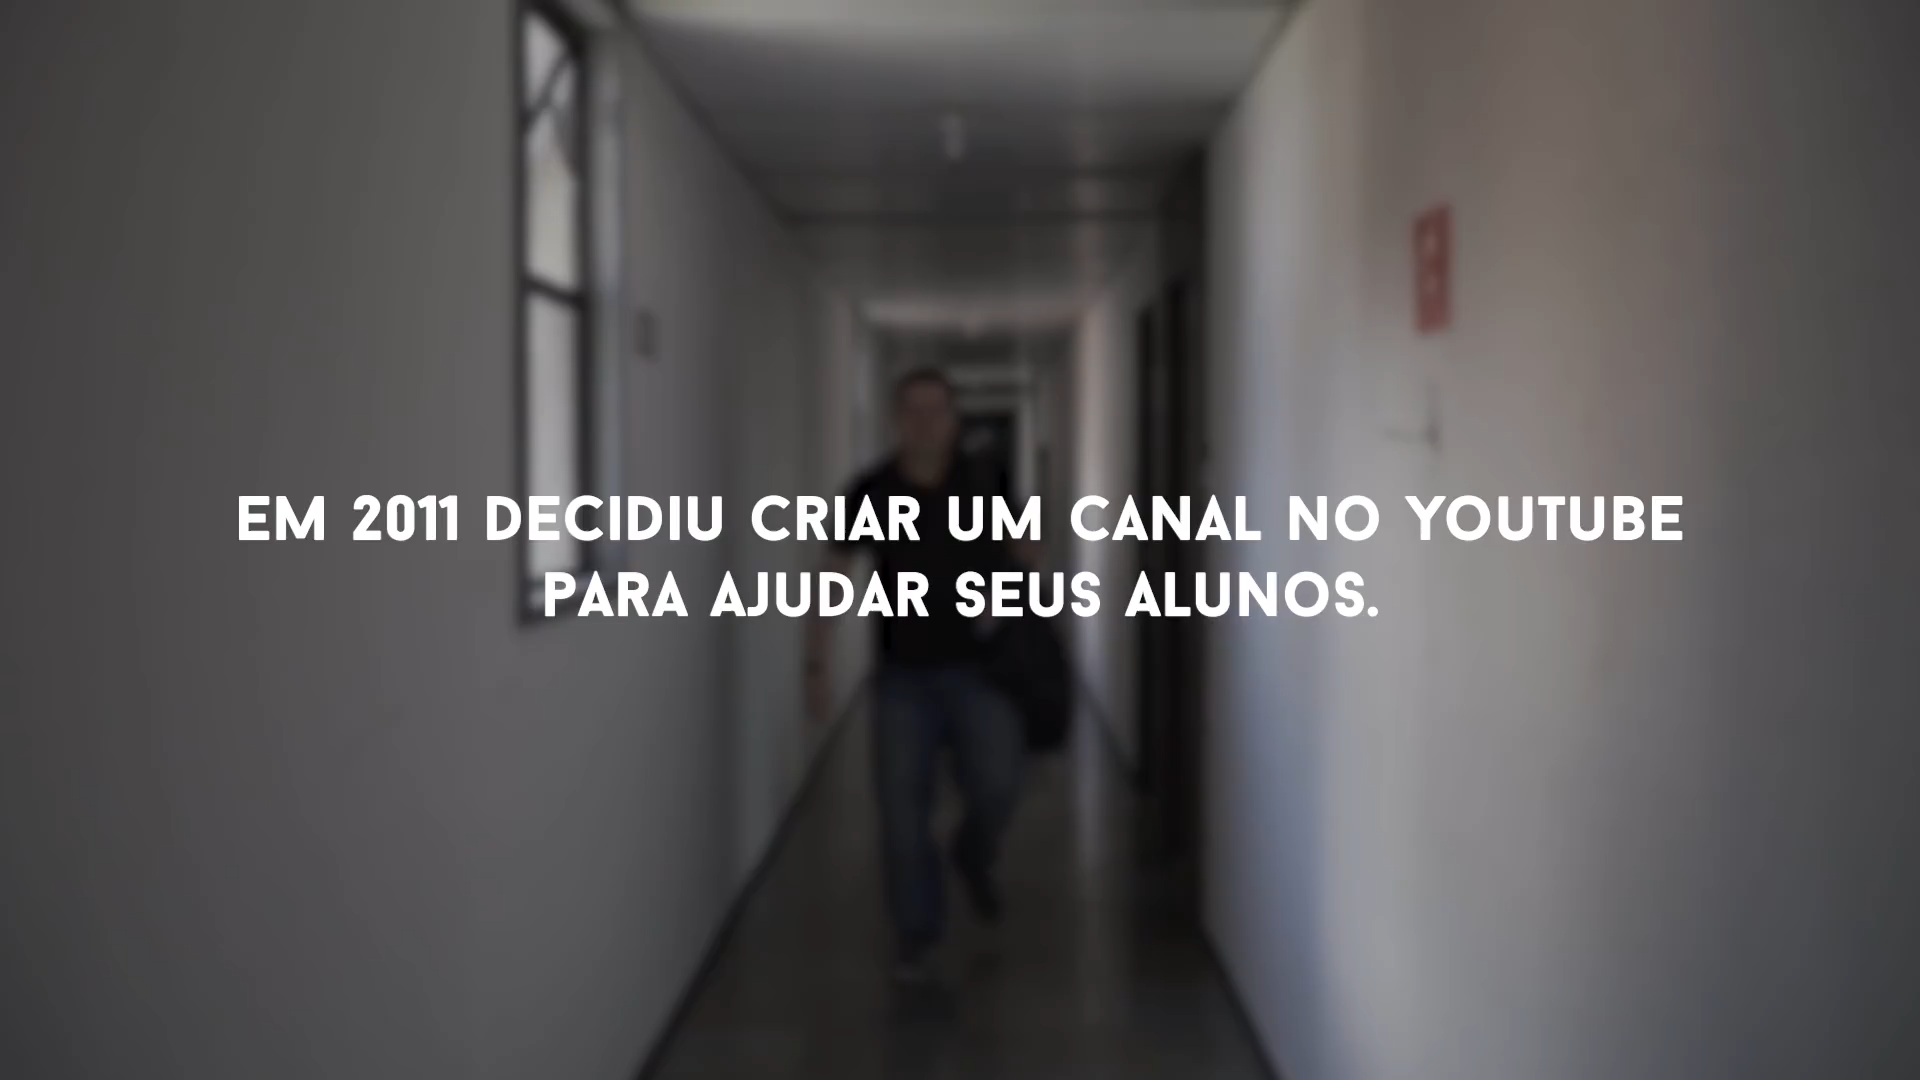 EM 2011 DECIDIU CRIAR UM CANAL NO YOUTUBE
PARA AJUDAR SEUS ALUNOS.